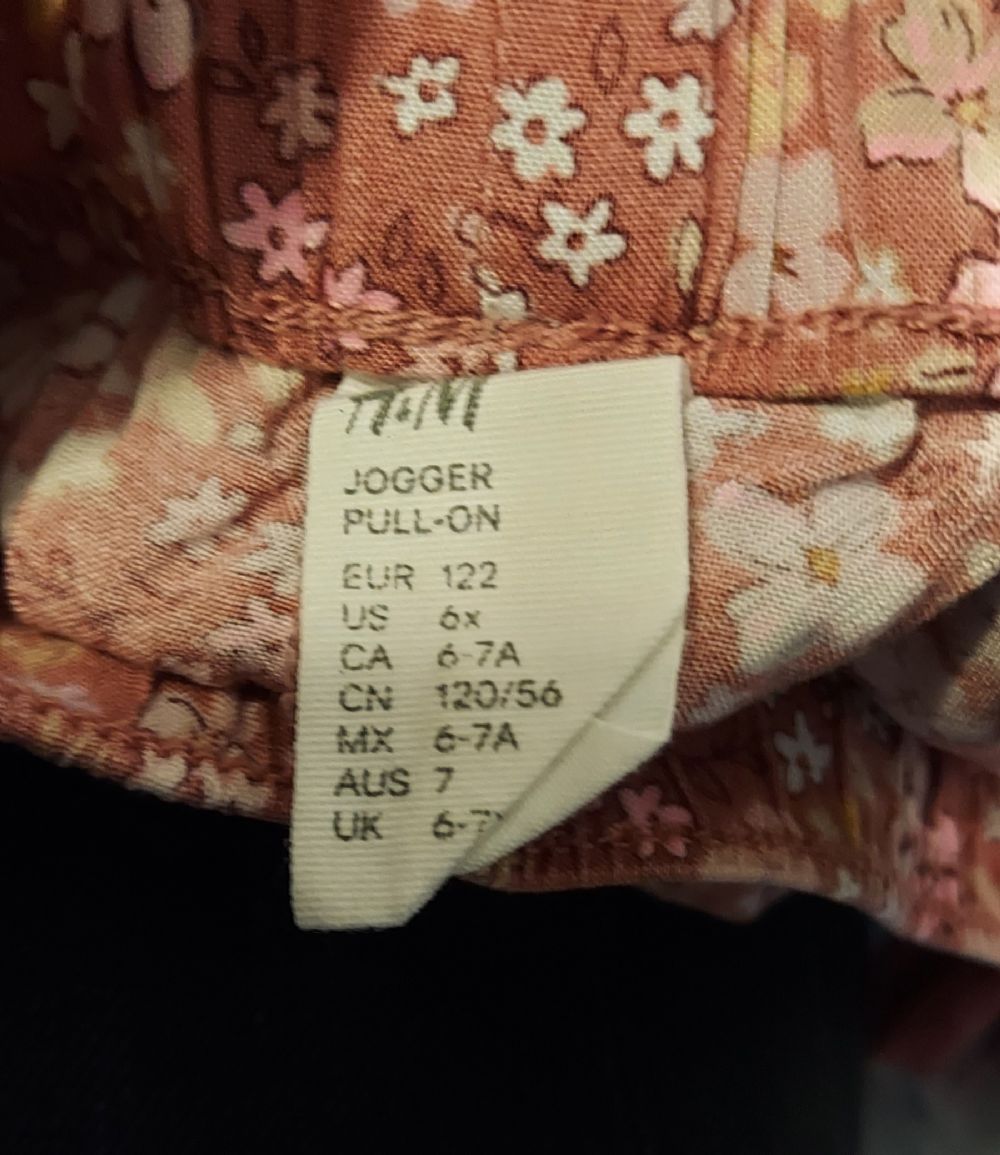 JOGGER
PULL-ON
EUR 122
US 6x
CA 6-7A
CN 120/56
MX 6-7A
AUS 7
UK